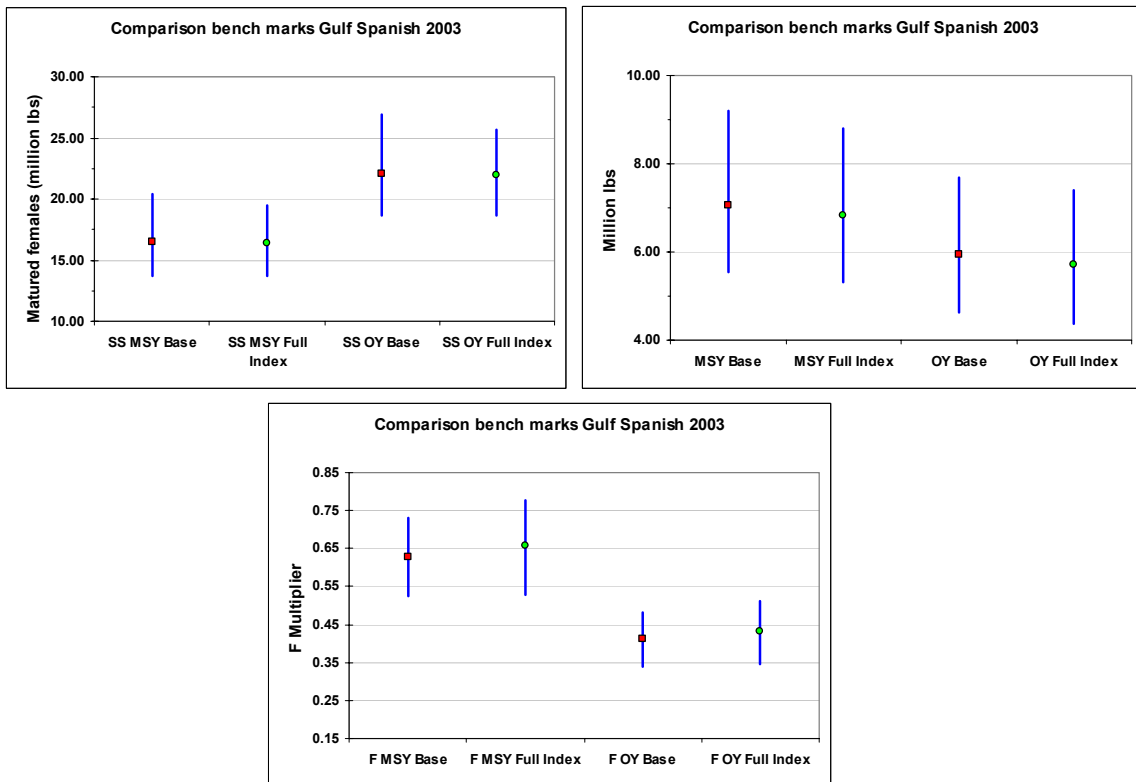 Comparison bench marks Gulf Spanish 2003
Matured females (million lbs)
30.00
25.00
20.00
15.00
10.00
SS MSY Base
SS MSY Full
Index
SS OY Base
SS OY Full Index
Comparison bench marks Gulf Spanish 2003
Million lbs
10.00
8.00
6.00
4.00
MSY Base
MSY Full Index
OY Base
OY Full Index
Comparison bench marks Gulf Spanish 2003
F Multiplier
0.85
0.75
0.65
0.55
0.45
0.35
0.25
0.15
F MSY Base
F MSY Full Index
F OY Base
F OY Full Index